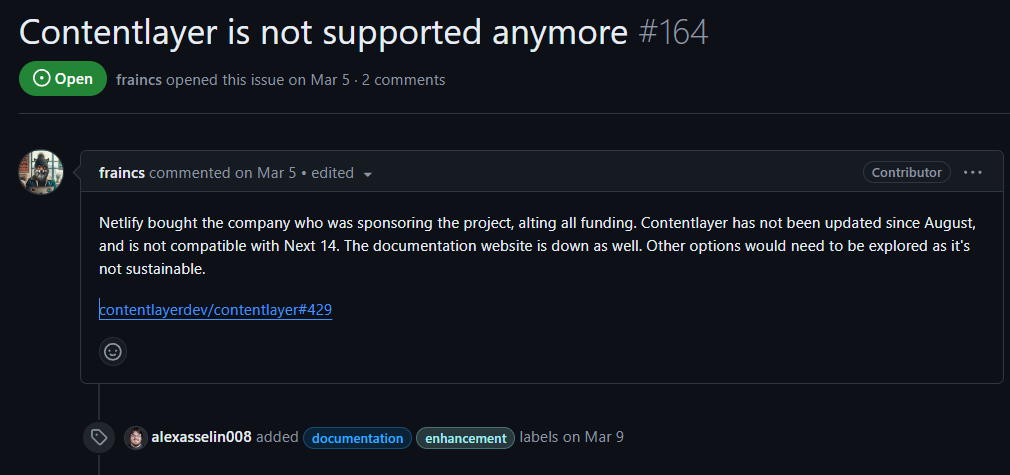 Contentlayer is not supported anymore #164
Open fraincs opened this issue on Mar 5 · 2 comments
fraincs commented on Mar 5 • edited Contributor ···
Netlify bought the company who was sponsoring the project, alting all funding. Contentlayer has not been updated since August,
and is not compatible with Next 14. The documentation website is down as well. Other options would need to be explored as it's
not sustainable.
contentlayerdev/contentlayer#429
alexasselin008 added documentation enhancement labels on Mar 9